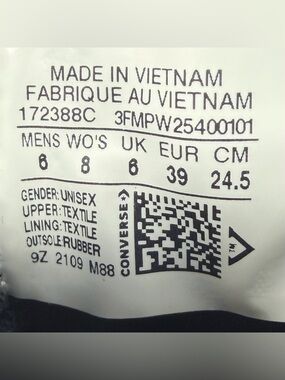 MADE IN VIETNAM
FABRIQUE AU VIETNAM
172388C 3FMPW25400101
MENS WO'S UK EUR CM
6 8 6 39 24.5
GENDER: UNISEX
UPPER: TEXTILE
LINING: TEXTILE
OUTSOLE: RUBBER
9Z 2109 M88
CONVERSE